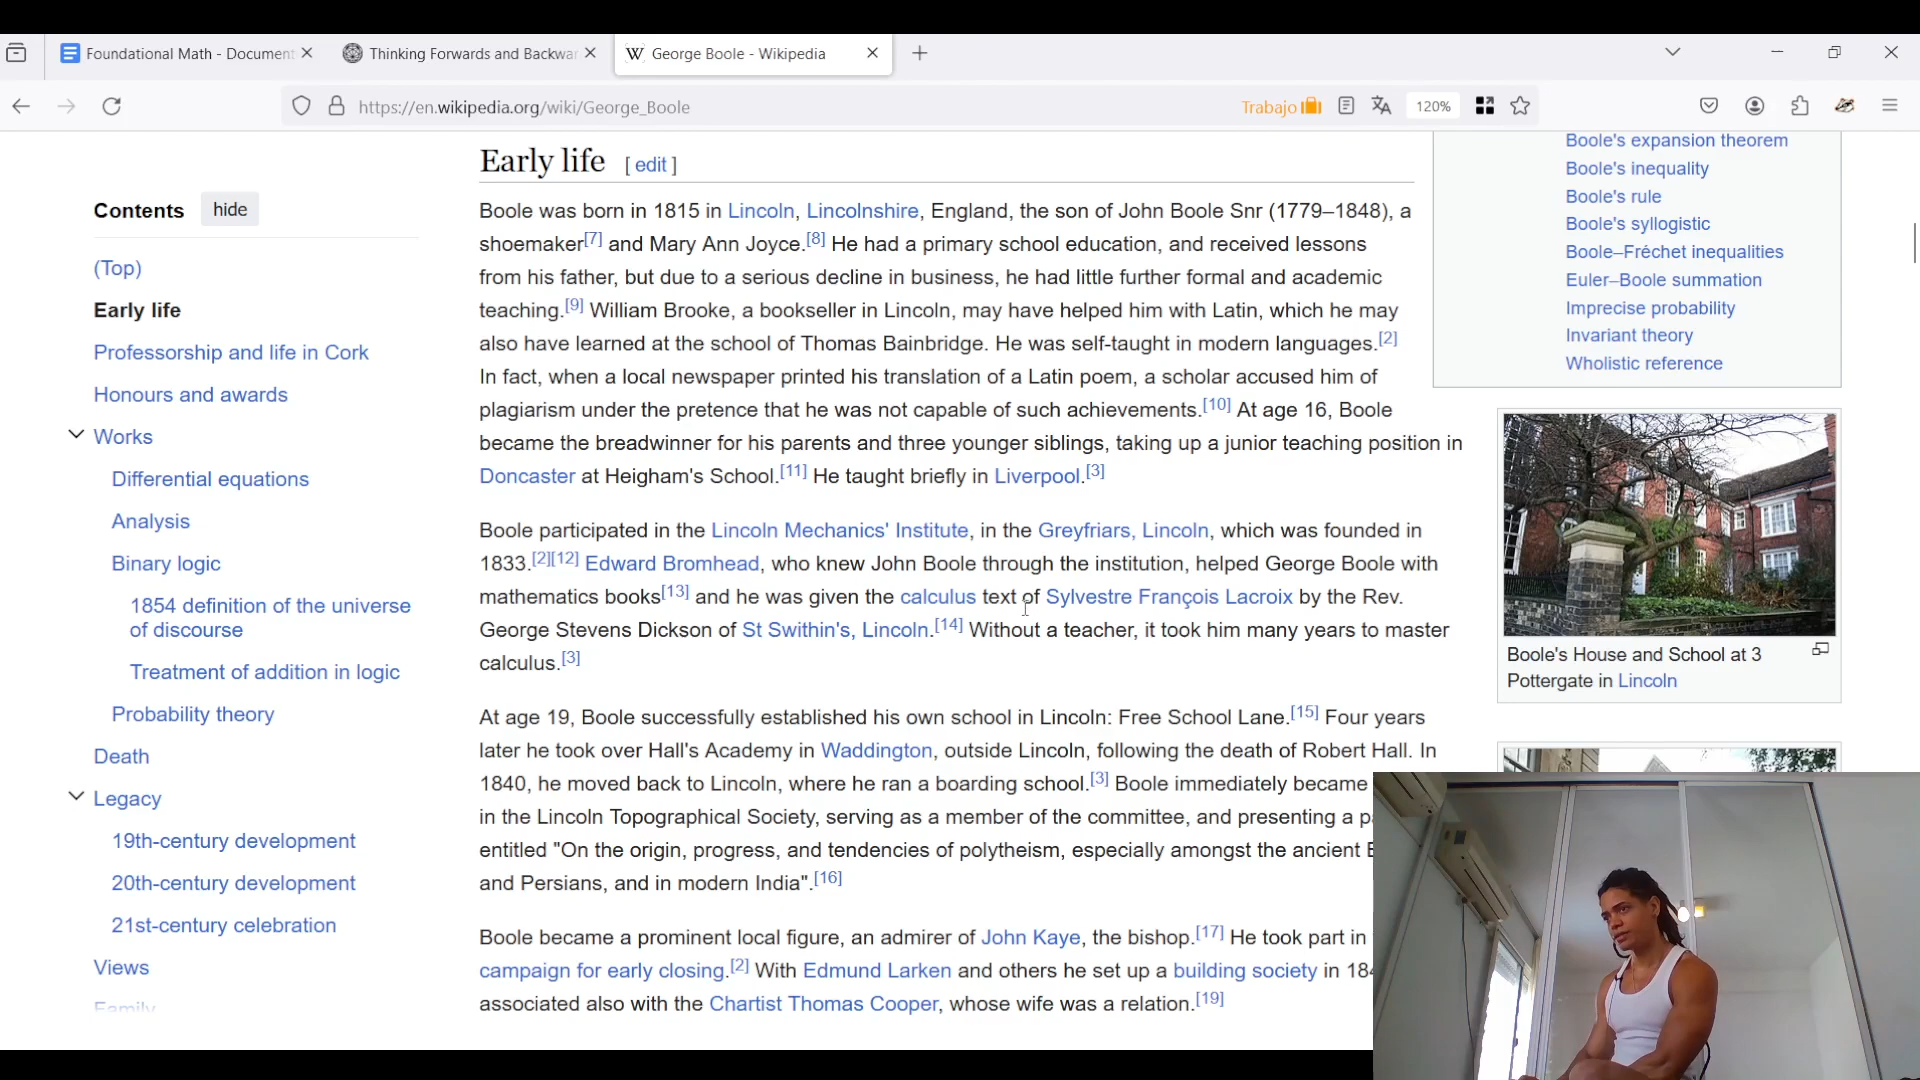 Foundational Math - Document
Thinking Forwards and Backwar
W George Boole - Wikipedia
https://en.wikipedia.org/wiki/George_Boole
Trabajo
120%
Contents hide
(Top)
Early life
Professorship and life in Cork
Honours and awards
Works
Differential equations
Analysis
Binary logic
1854 definition of the universe
of discourse
Treatment of addition in logic
Probability theory
Death
Legacy
19th-century development
20th-century development
21st-century celebration
Views
Family
Early life [ edit ]
Boole was born in 1815 in Lincoln, Lincolnshire, England, the son of John Boole Snr (1779–1848), a
shoemaker[7] and Mary Ann Joyce.[8] He had a primary school education, and received lessons
from his father, but due to a serious decline in business, he had little further formal and academic
teaching.[9] William Brooke, a bookseller in Lincoln, may have helped him with Latin, which he may
also have learned at the school of Thomas Bainbridge. He was self-taught in modern languages.[2]
In fact, when a local newspaper printed his translation of a Latin poem, a scholar accused him of
plagiarism under the pretence that he was not capable of such achievements.[10] At age 16, Boole
became the breadwinner for his parents and three younger siblings, taking up a junior teaching position in
Doncaster at Heigham's School.[11] He taught briefly in Liverpool.[3]
Boole participated in the Lincoln Mechanics' Institute, in the Greyfriars, Lincoln, which was founded in
1833.[2][12] Edward Bromhead, who knew John Boole through the institution, helped George Boole with
mathematics books[13] and he was given the calculus text of Sylvestre François Lacroix by the Rev.
George Stevens Dickson of St Swithin's, Lincoln.[14] Without a teacher, it took him many years to master
calculus.[3]
At age 19, Boole successfully established his own school in Lincoln: Free School Lane.[15] Four years
later he took over Hall's Academy in Waddington, outside Lincoln, following the death of Robert Hall. In
1840, he moved back to Lincoln, where he ran a boarding school.[3] Boole immediately became
in the Lincoln Topographical Society, serving as a member of the committee, and presenting a p
entitled "On the origin, progress, and tendencies of polytheism, especially amongst the ancient E
and Persians, and in modern India".[16]
Boole became a prominent local figure, an admirer of John Kaye, the bishop.[17] He took part in
campaign for early closing.[2] With Edmund Larken and others he set up a building society in 184
associated also with the Chartist Thomas Cooper, whose wife was a relation.[19]
Boole's expansion theorem
Boole's inequality
Boole's rule
Boole's syllogistic
Boole–Fréchet inequalities
Euler–Boole summation
Imprecise probability
Invariant theory
Wholistic reference
Boole's House and School at 3
Pottergate in Lincoln